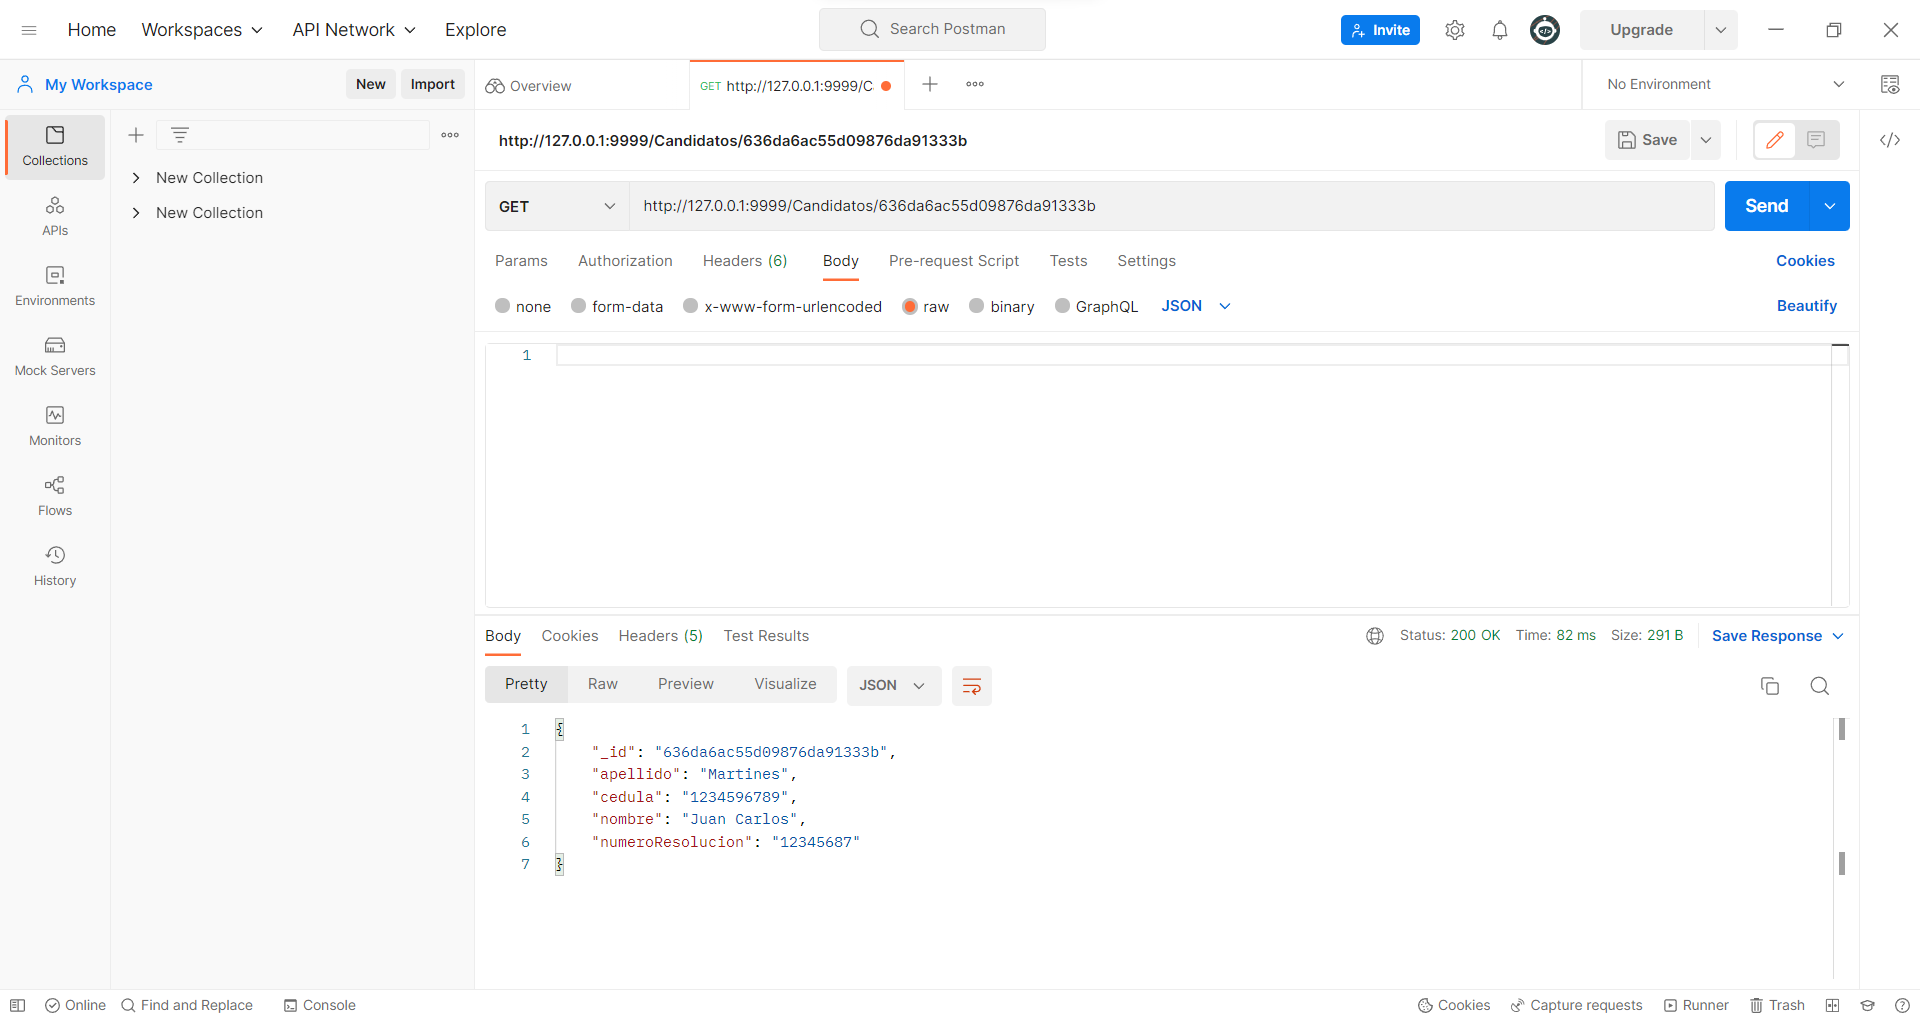 Home Workspaces API Network Explore Search Postman Invite Upgrade
My Workspace New Import Overview GET http://127.0.0.1:9999/C No Environment
Collections
APIs
Environments
Mock Servers
Monitors
Flows
History
New Collection
New Collection
http://127.0.0.1:9999/Candidatos/636da6ac55d09876da91333b Save
GET http://127.0.0.1:9999/Candidatos/636da6ac55d09876da91333b Send
Params Authorization Headers (6) Body Pre-request Script Tests Settings Cookies
none form-data x-www-form-urlencoded raw binary GraphQL JSON Beautify
1
Body Cookies Headers (5) Test Results Status: 200 OK Time: 82 ms Size: 291 B Save Response
Pretty Raw Preview Visualize JSON
1 {
2 "_id": "636da6ac55d09876da91333b",
3 "apellido": "Martines",
4 "cedula": "1234596789",
5 "nombre": "Juan Carlos",
6 "numeroResolucion": "12345687"
7 }
Online Find and Replace Console Cookies Capture requests Runner Trash